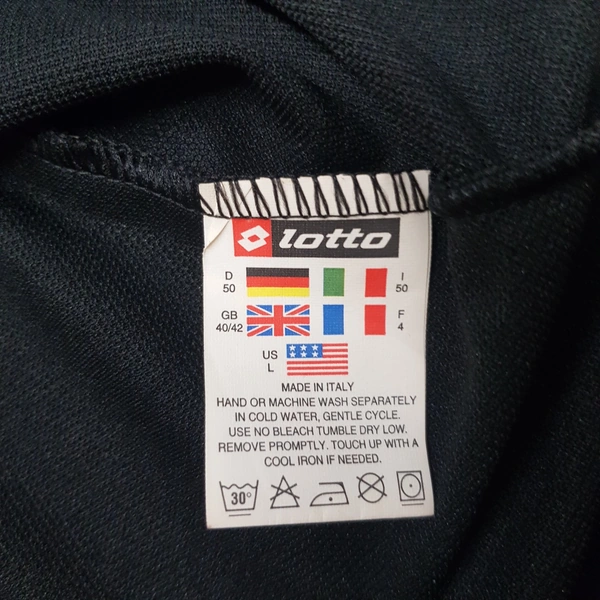 lotto
D I
50 50
GB F
40/42 4
US
L
MADE IN ITALY
HAND OR MACHINE WASH SEPARATELY
IN COLD WATER, GENTLE CYCLE.
USE NO BLEACH TUMBLE DRY LOW.
REMOVE PROMPTLY. TOUCH UP WITH A
COOL IRON IF NEEDED.
30°